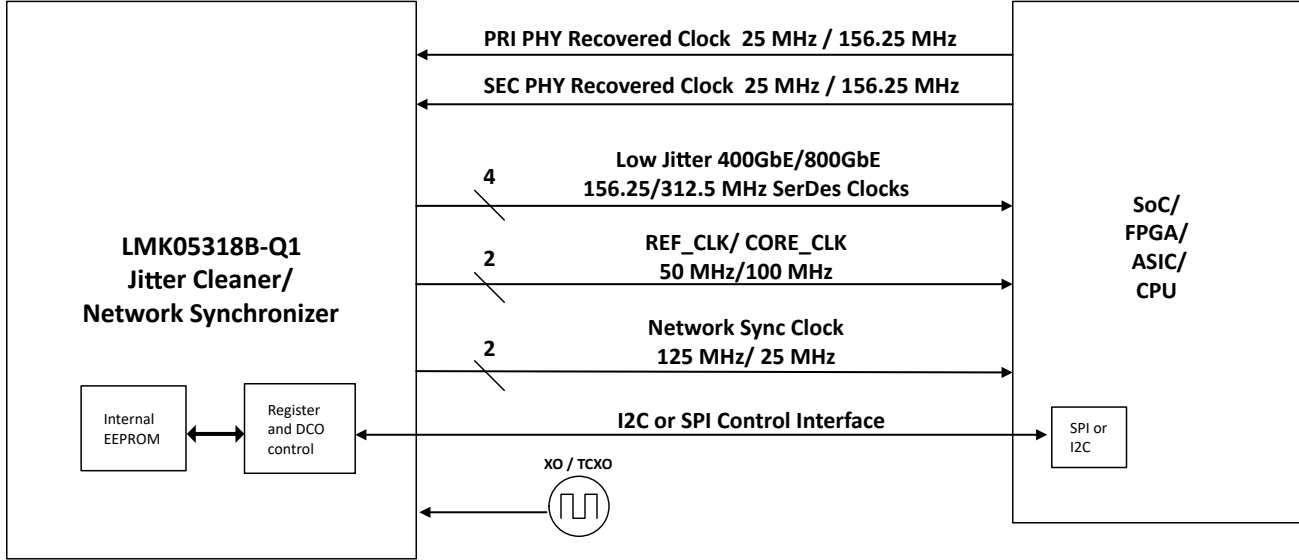 PRI PHY Recovered Clock  25 MHz / 156.25 MHz
SEC PHY Recovered Clock  25 MHz / 156.25 MHz
4
Low Jitter 400GbE/800GbE
156.25/312.5 MHz SerDes Clocks
2
REF_CLK/ CORE_CLK
50 MHz/100 MHz
2
Network Sync Clock
125 MHz/ 25 MHz
I2C or SPI Control Interface
LMK05318B-Q1
Jitter Cleaner/
Network Synchronizer
Internal
EEPROM
Register
and DCO
control
XO / TCXO
SoC/
FPGA/
ASIC/
CPU
SPI or
I2C